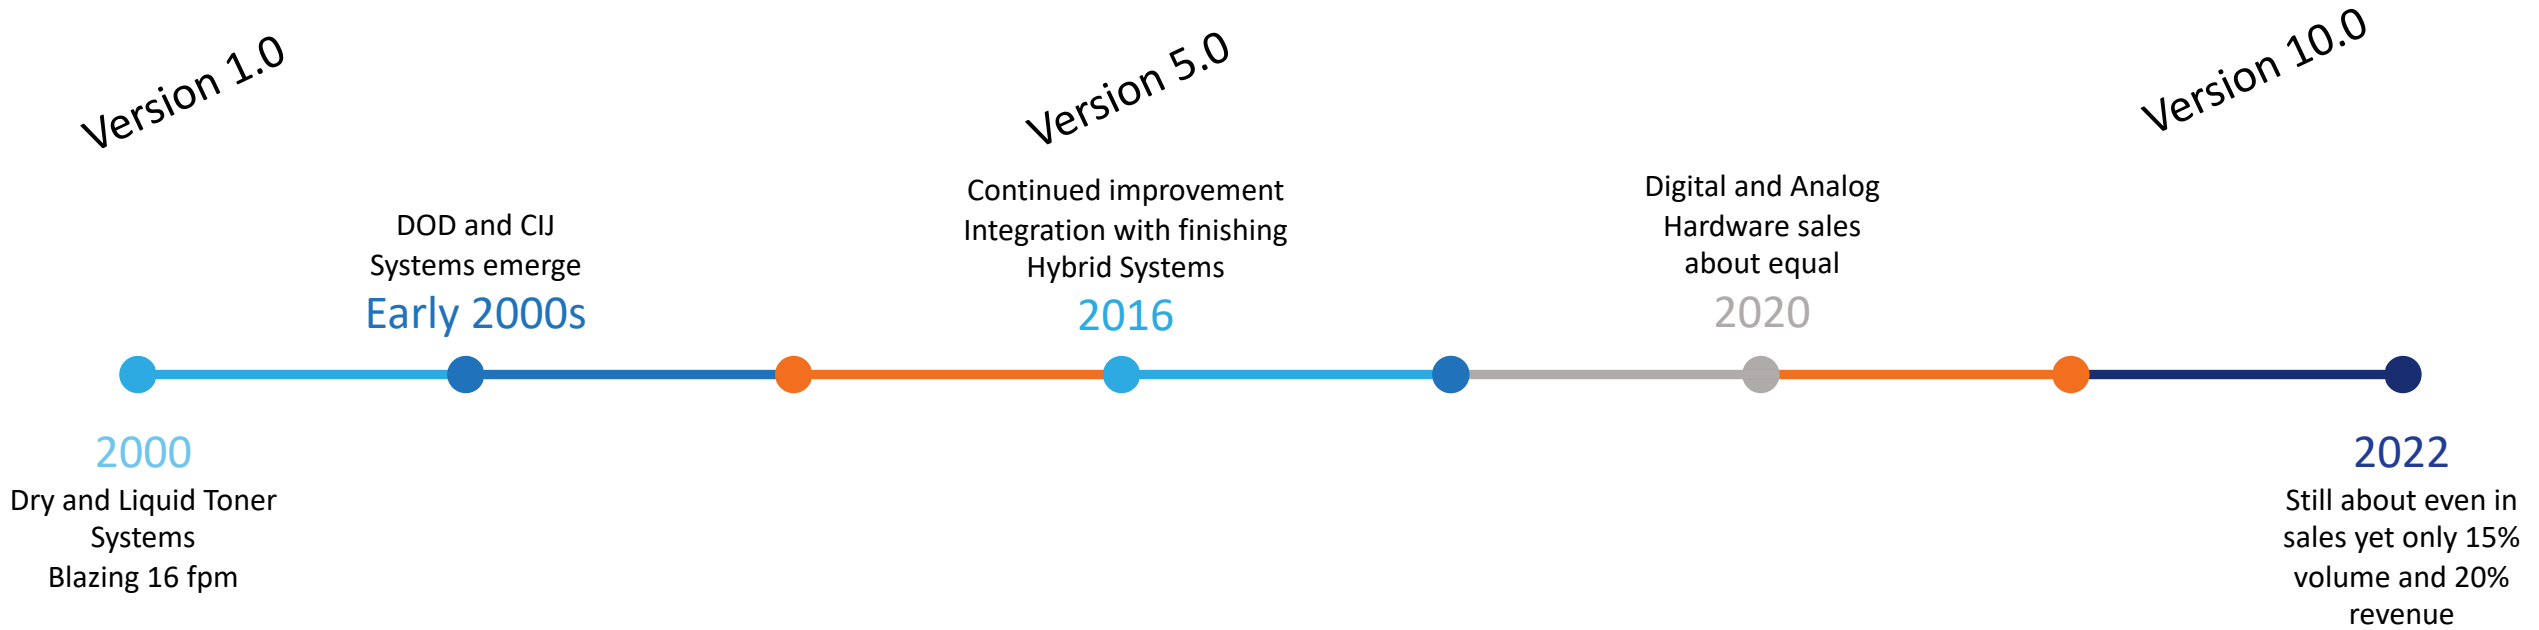 Version 1.0
Version 5.0
Version 10.0
DOD and CIJ
Systems emerge
Early 2000s
Continued improvement
Integration with finishing
Hybrid Systems
2016
Digital and Analog
Hardware sales
about equal
2020
2000
Dry and Liquid Toner
Systems
Blazing 16 fpm
2022
Still about even in
sales yet only 15%
volume and 20%
revenue